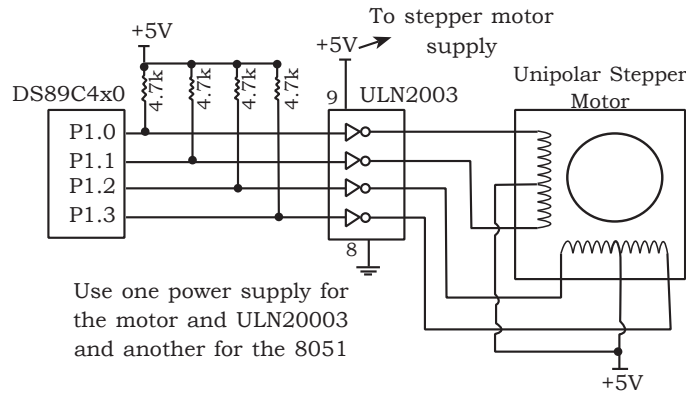 To stepper motor
supply
+5V
+5V
4.7k
4.7k
4.7k
4.7k
DS89C4x0
9
ULN2003
Unipolar Stepper
Motor
P1.0
P1.1
P1.2
P1.3
8
Use one power supply for
the motor and ULN20003
and another for the 8051
+5V